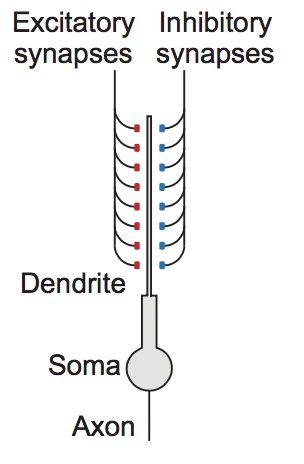 Excitatory
synapses
Inhibitory
synapses
Dendrite
Soma
Axon